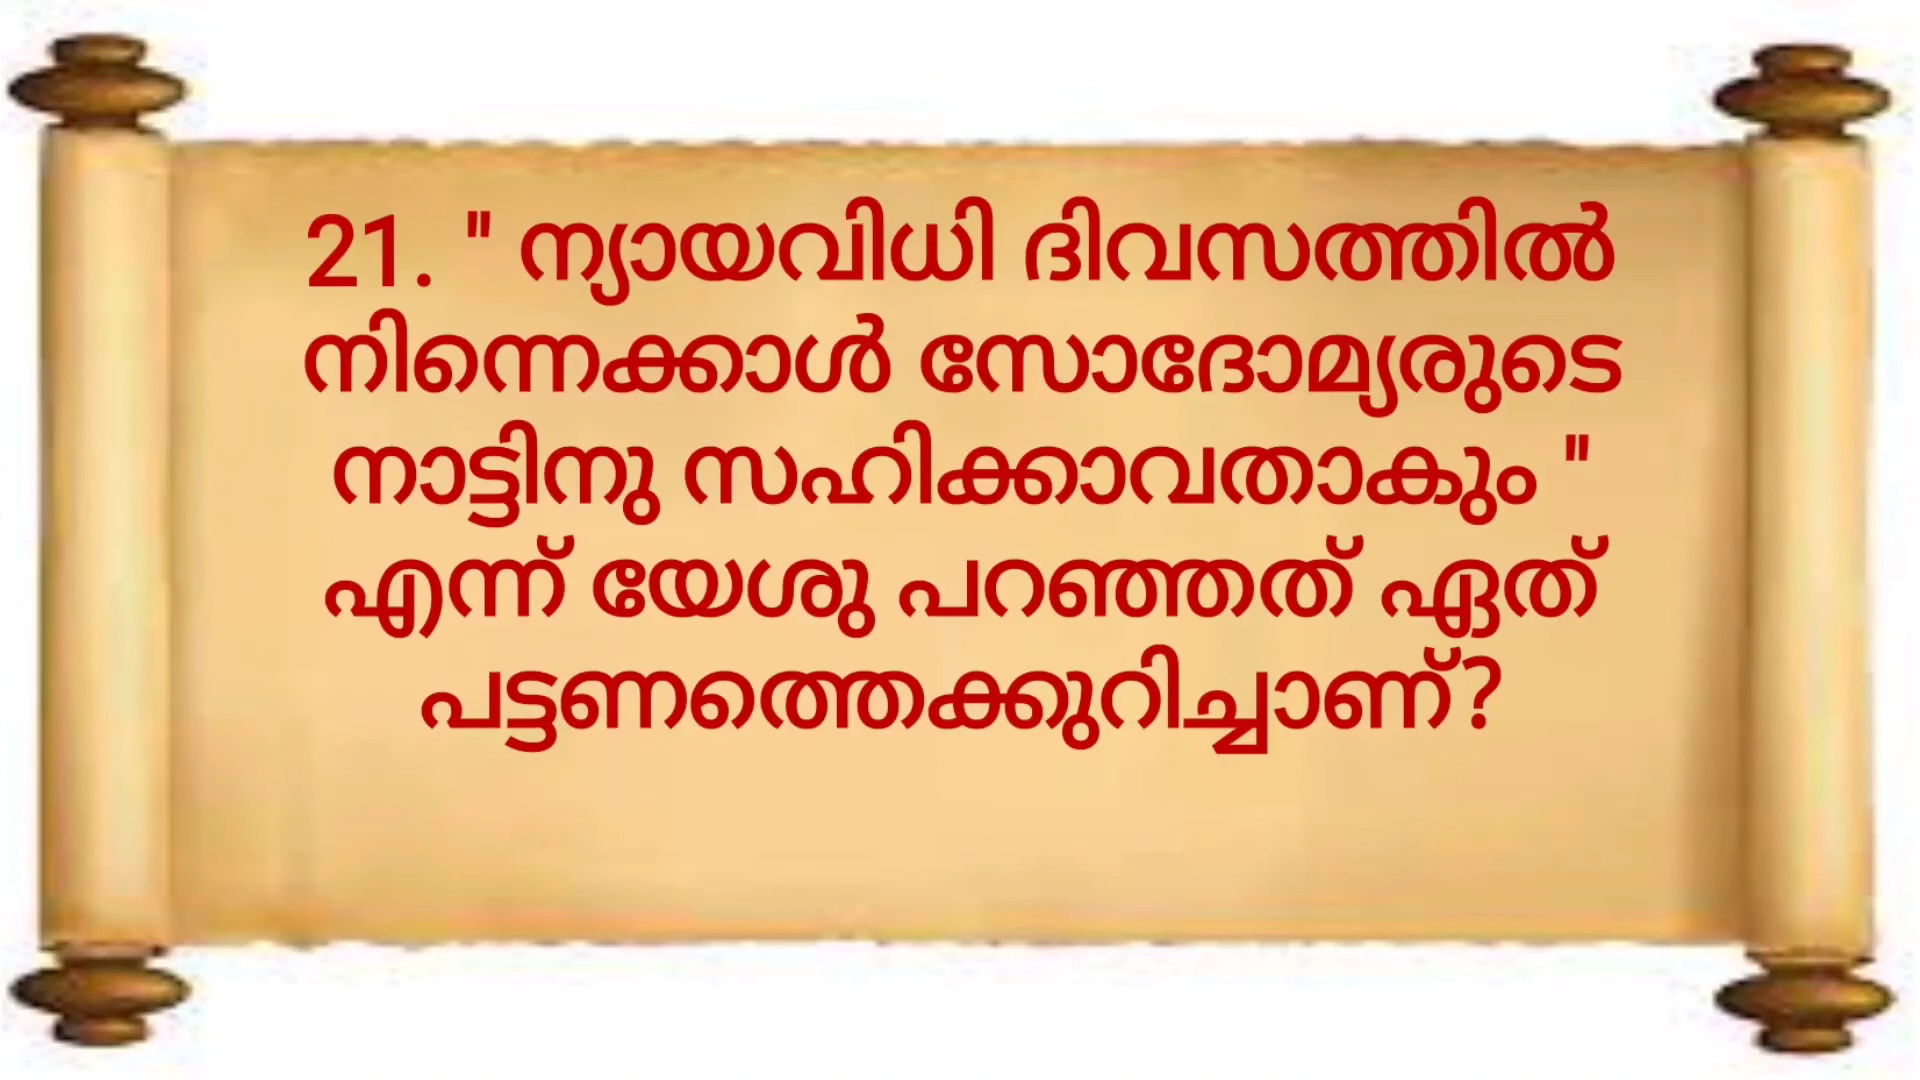 21. " ന്യായവിധി ദിവസത്തിൽ
നിന്നെക്കാൾ സോദോമ്യരുടെ
നാട്ടിനു സഹിക്കാവതാകും "
എന്ന് യേശു പറഞ്ഞത് ഏത്
പട്ടണത്തെക്കുറിച്ചാണ്?